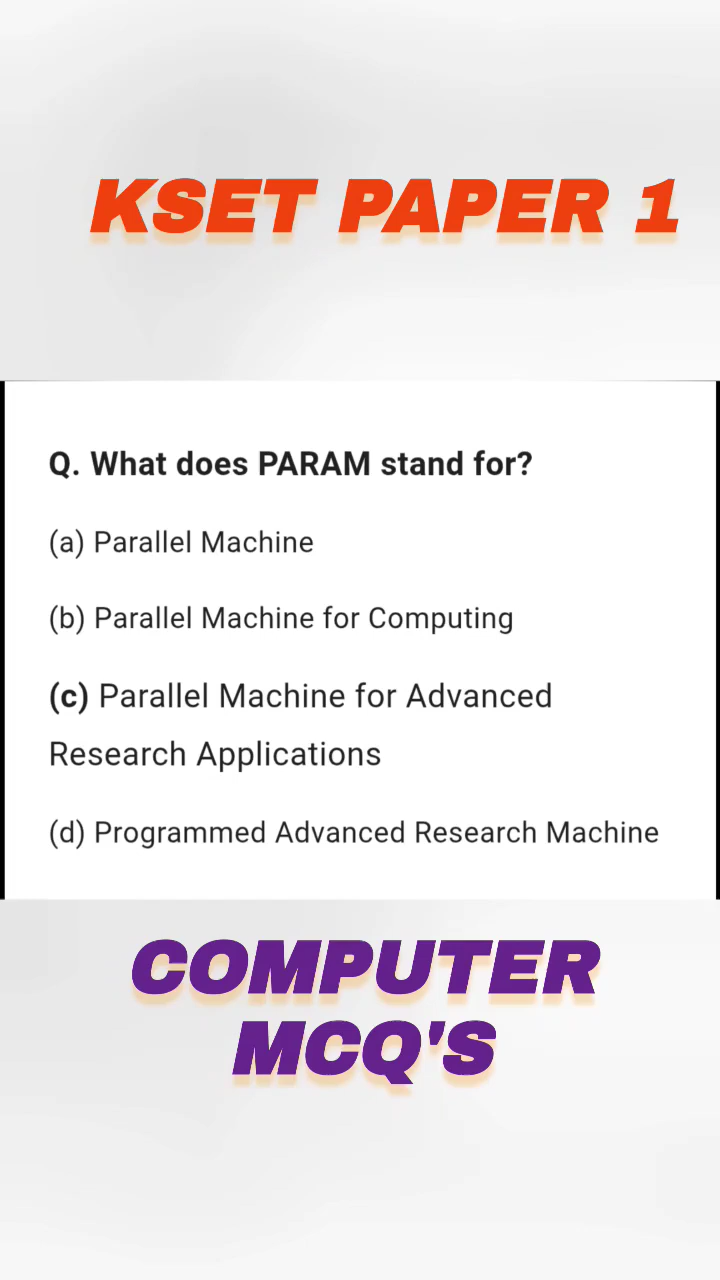 KSET PAPER 1
Q. What does PARAM stand for?
(a) Parallel Machine
(b) Parallel Machine for Computing
(c) Parallel Machine for Advanced
Research Applications
(d) Programmed Advanced Research Machine
COMPUTER
MCQ'S